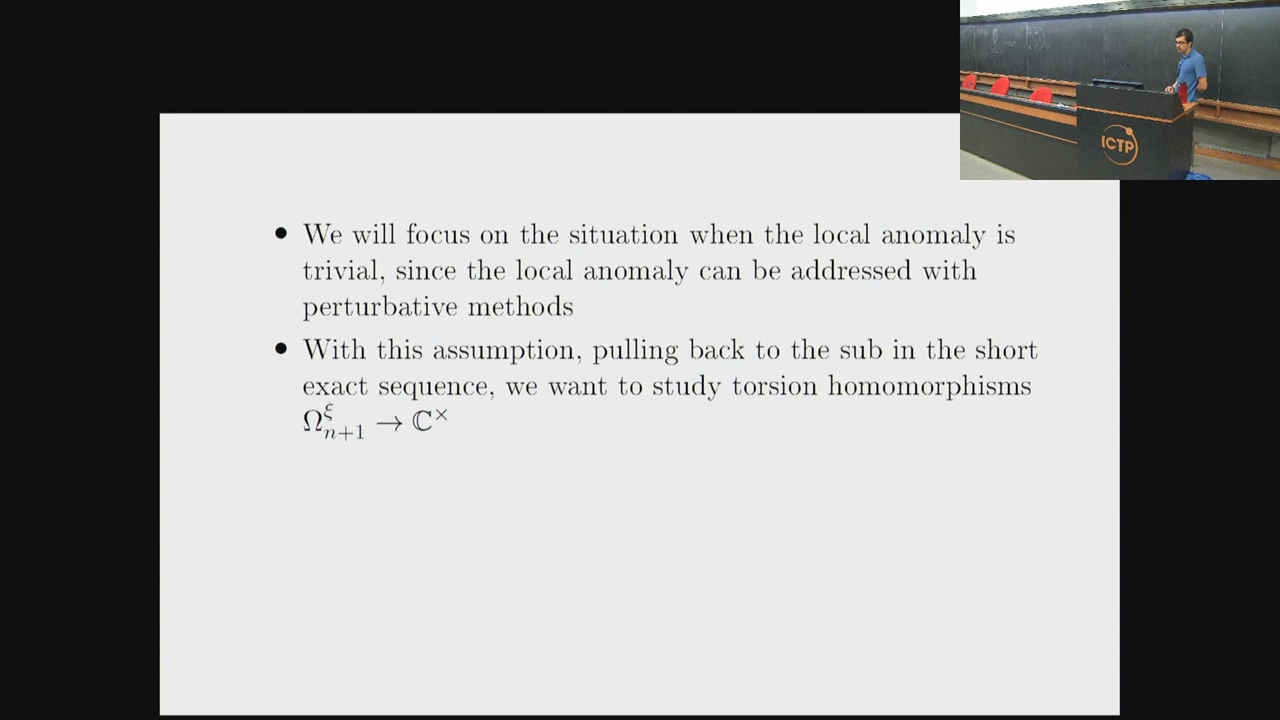 ICTP
• We will focus on the situation when the local anomaly is
trivial, since the local anomaly can be addressed with
perturbative methods
• With this assumption, pulling back to the sub in the short
exact sequence, we want to study torsion homomorphisms
Ω^ξ_{n+1} → ℂ^×